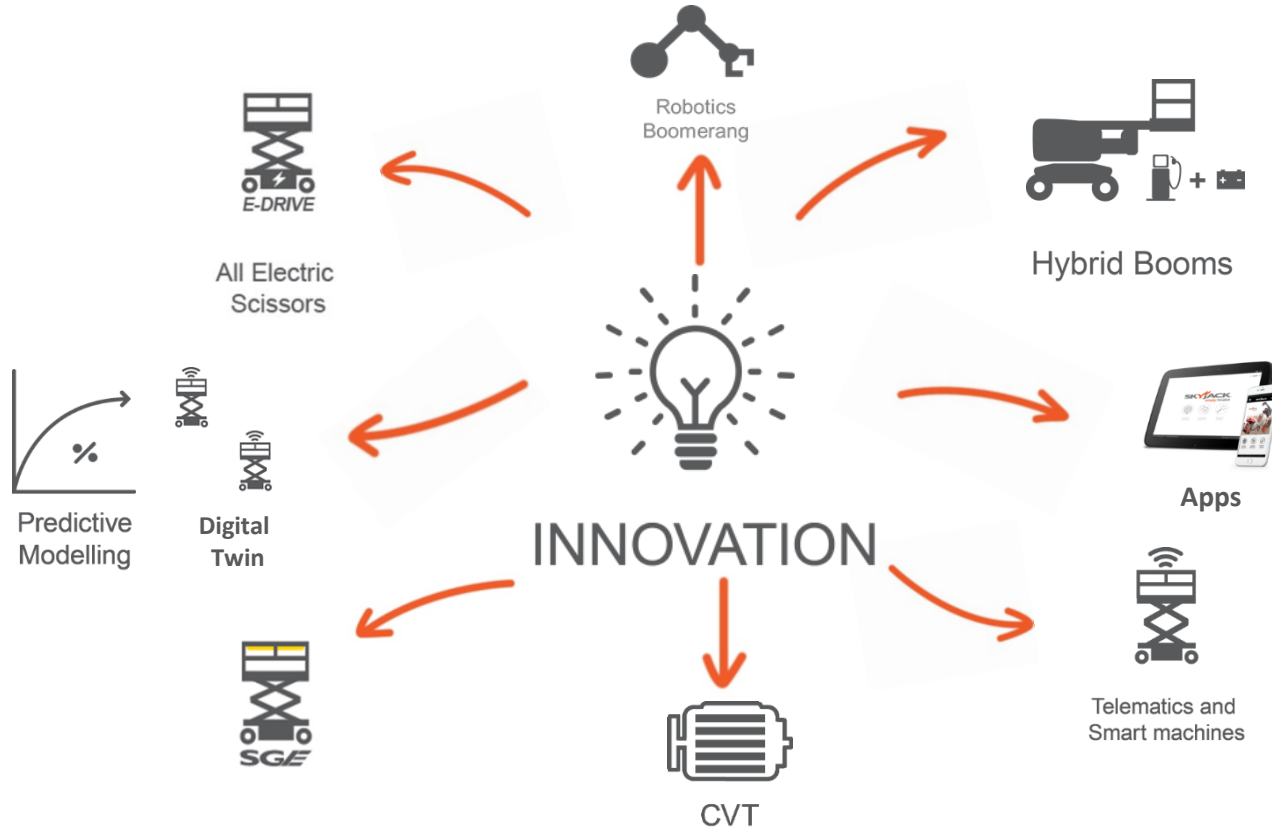 Robotics
Boomerang
E-DRIVE
All Electric
Scissors
+
Hybrid Booms
SKYJACK
Apps
%
Predictive
Modelling
Digital
Twin
INNOVATION
SGE
CVT
Telematics and
Smart machines